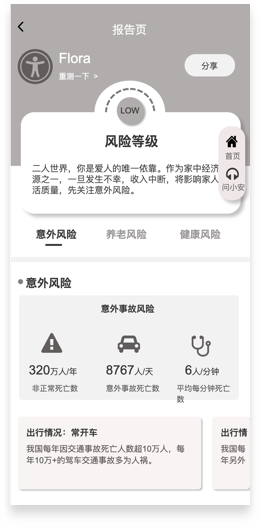 报告页
Flora
重测一下 >
分享
LOW
风险等级
二人世界，你是爱人的唯一依靠。作为家中经济
源之一，一旦发生不幸，收入中断，将影响家人
活质量，先关注意外风险。
首页
问小安
意外风险
养老风险
健康风险
意外风险
意外事故风险
320万人/年
8767人/天
6人/分钟
非正常死亡数
意外事故死亡数
平均每分钟死亡
数
出行情况：常开车
我国每年因交通事故死亡人数超10万人，每
年10万+的驾车交通事故多为人祸。
出行情
我国每
年另外